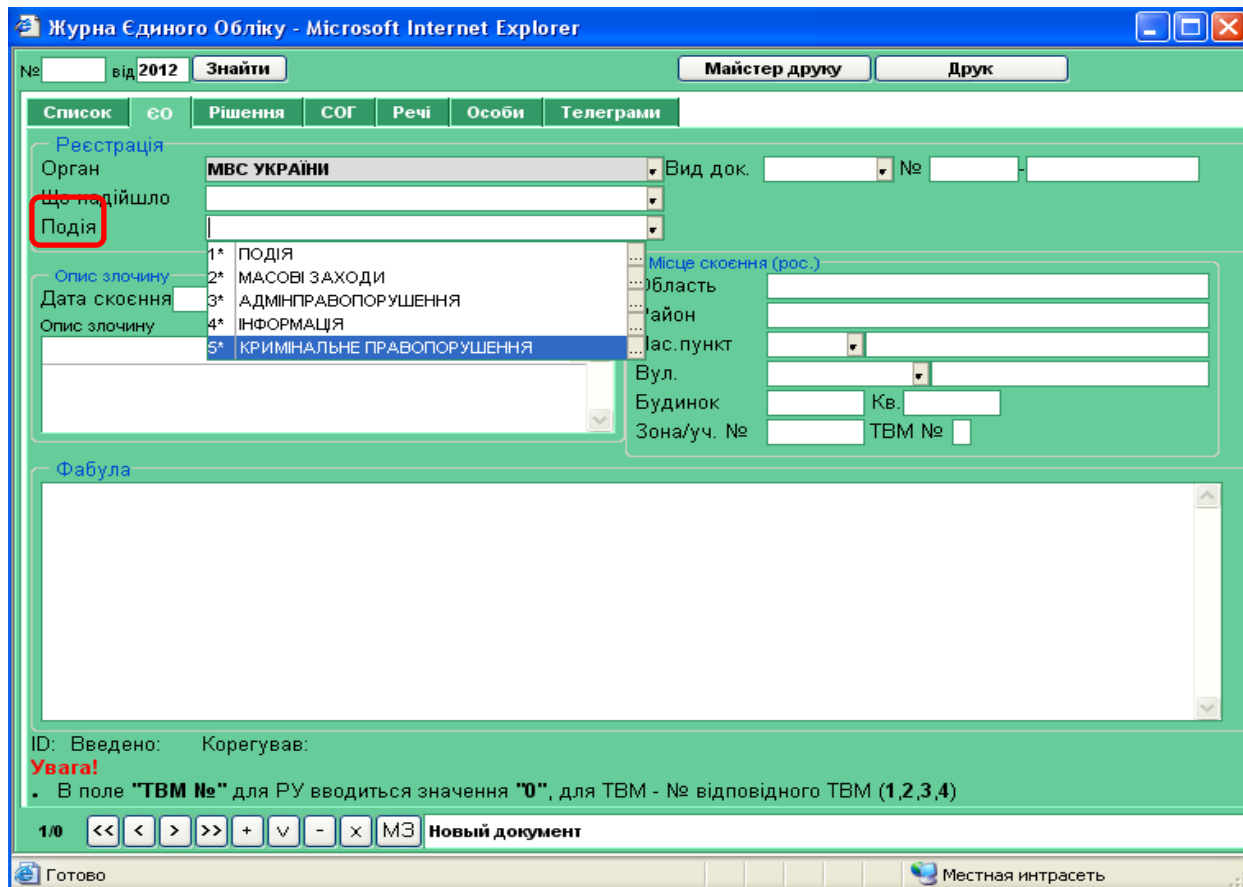 Журна Єдиного Обліку - Microsoft Internet Explorer
№ від 2012 Знайти Майстер друку Друк
Список ЄО Рішення СОГ Речі Особи Телеграми
Реєстрація
Орган МВС УКРАЇНИ Вид док. № -
Що надійшло
Подія
1* ПОДІЯ ...
2* МАСОВІ ЗАХОДИ ...
3* АДМІНПРАВОПОРУШЕННЯ ...
4* ІНФОРМАЦІЯ ...
5* КРИМІНАЛЬНЕ ПРАВОПОРУШЕННЯ ...
Опис злочину
Дата скоєння
Опис злочину
Місце скоєння (рос.)
Область
айон
ас.пункт
Вул.
Будинок Кв.
Зона/уч. № ТВМ №
Фабула
ID: Введено: Корегував:
Увага!
. В поле "ТВМ №" для РУ вводиться значення "0", для ТВМ - № відповідного ТВМ (1,2,3,4)
1/0 << < > >> + v - x МЗ Новый документ
Готово Местная интрасеть